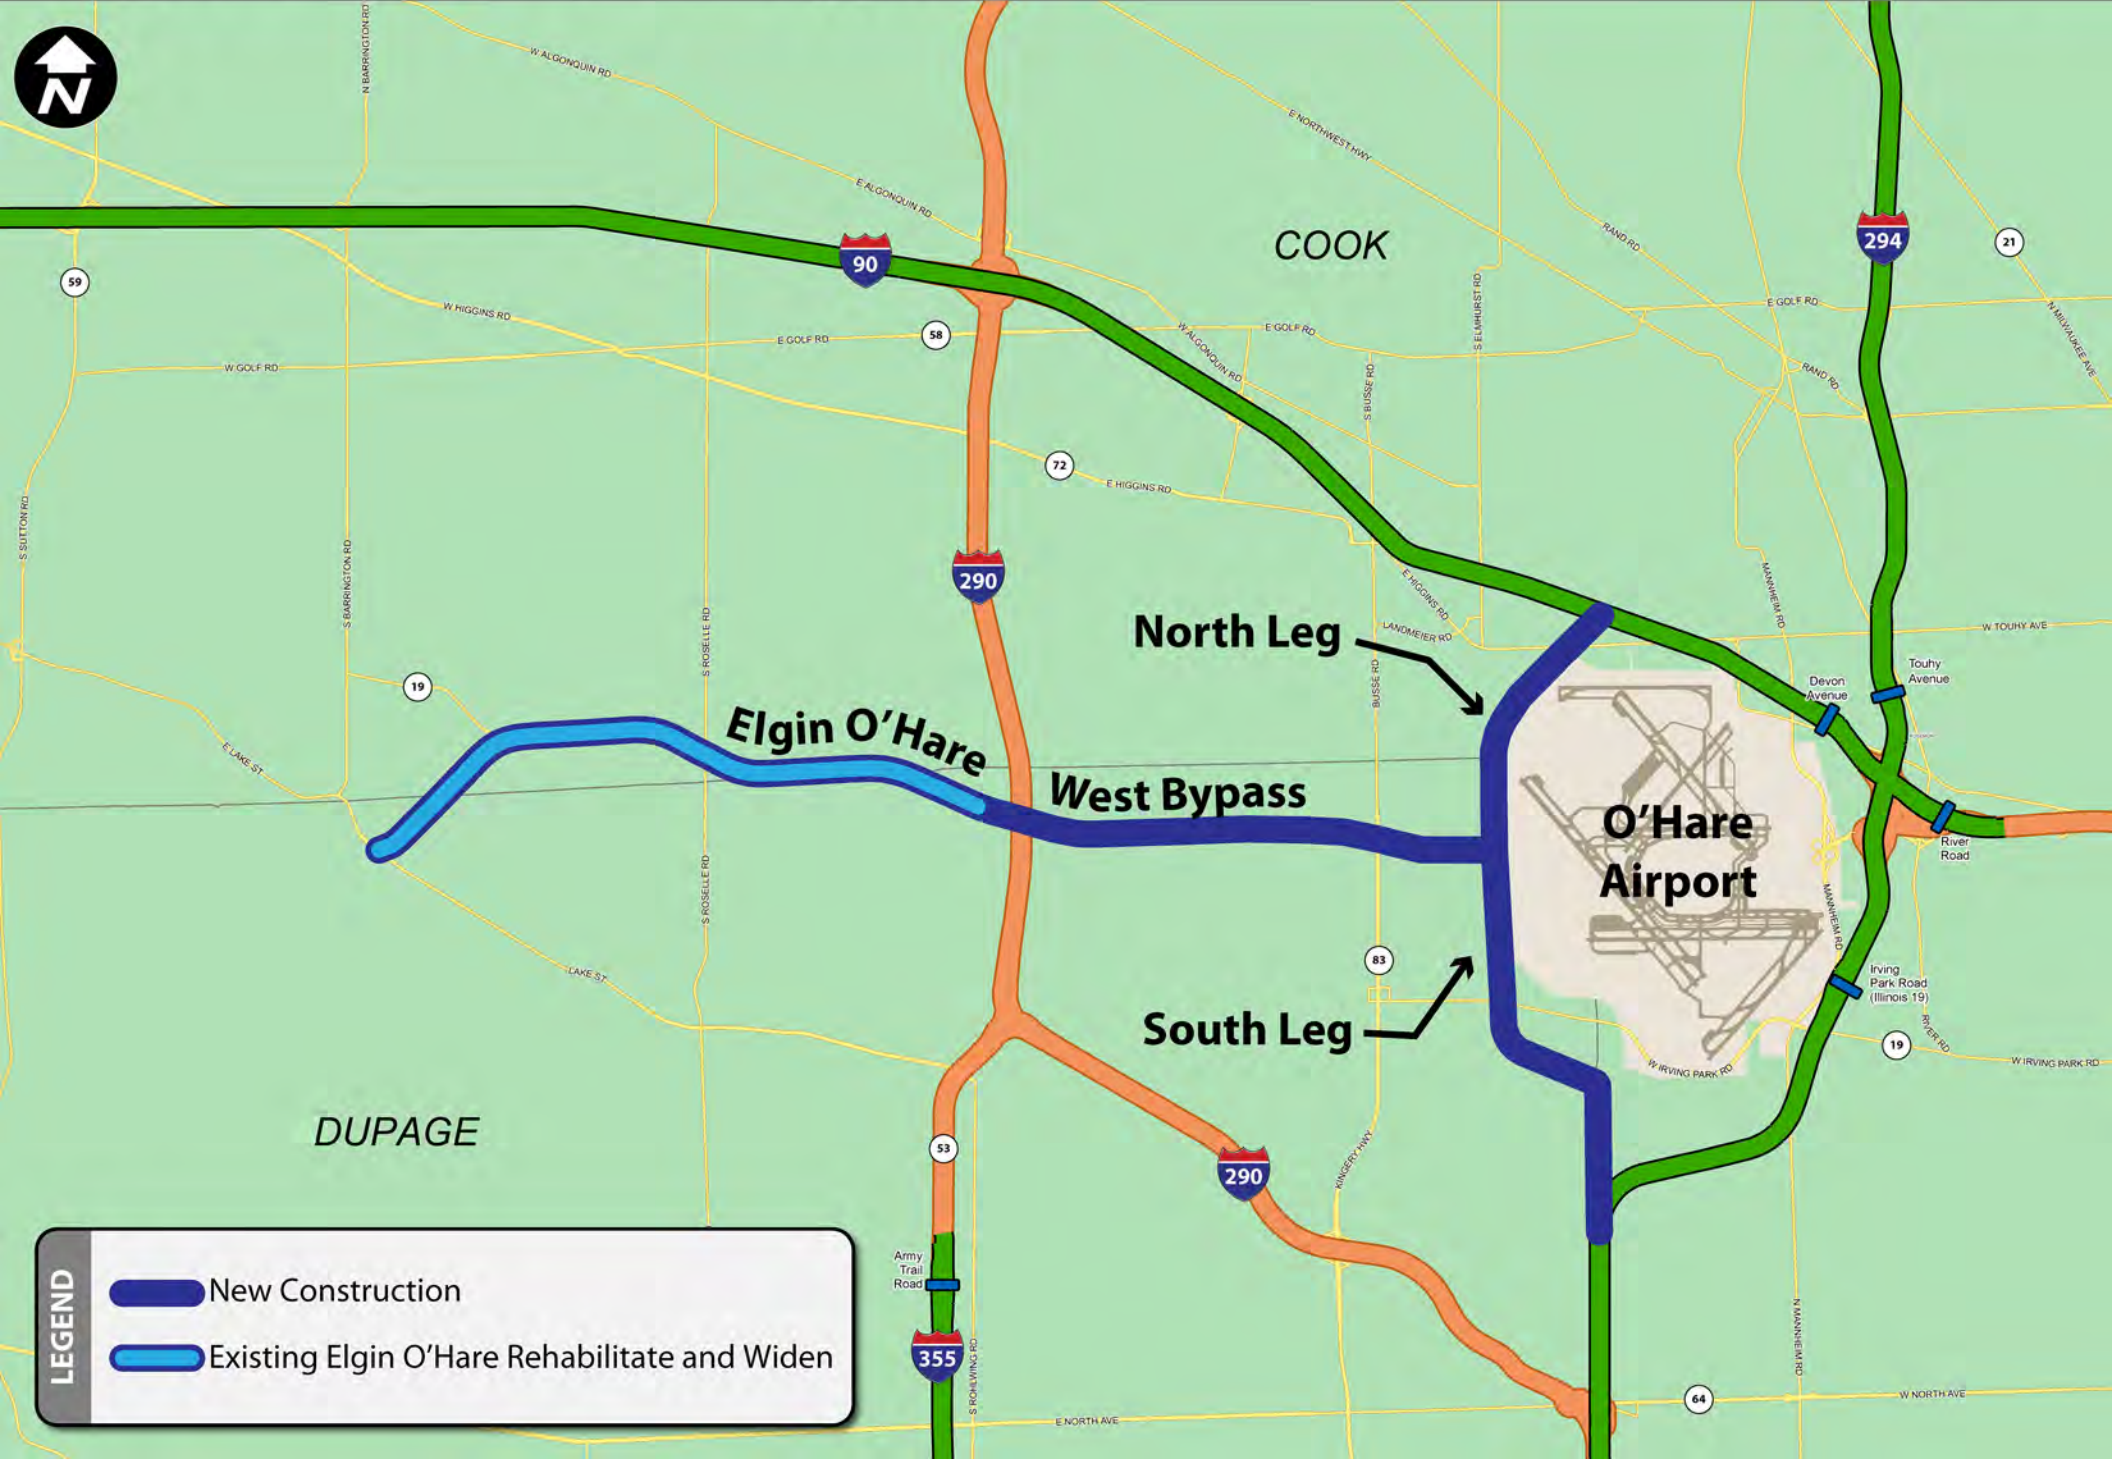 N
N BARRINGTON RD
W ALGONQUIN RD
E ALGONQUIN RD
E NORTHWEST HWY
RAND RD
COOK
90
294
21
59
58
W HIGGINS RD
W GOLF RD
E GOLF RD
W ALGONQUIN RD
E GOLF RD
S ELMHURST RD
E GOLF RD
N MILWAUKEE AVE
RAND RD
S BUSSE RD
72
E HIGGINS RD
S SUTTON RD
S BARRINGTON RD
290
S ROSELLE RD
E HIGGINS RD
LANDMEIER RD
MANNHEIM RD
W TOUHY AVE
North Leg
BUSSE RD
19
Touhy
Avenue
Devon
Avenue
E LAKE ST
Elgin O'Hare
West Bypass
O'Hare
Airport
River
Road
S ROSELLE RD
MANNHEIM RD
LAKE ST
83
Irving
Park Road
(Illinois 19)
South Leg
RIVER RD
19
W IRVING PARK RD
W IRVING PARK RD
DUPAGE
53
290
KINGERY HWY
Army
Trail
Road
355
S ROHLWING RD
N MANNHEIM RD
64
W NORTH AVE
E NORTH AVE
LEGEND
New Construction
Existing Elgin O'Hare Rehabilitate and Widen